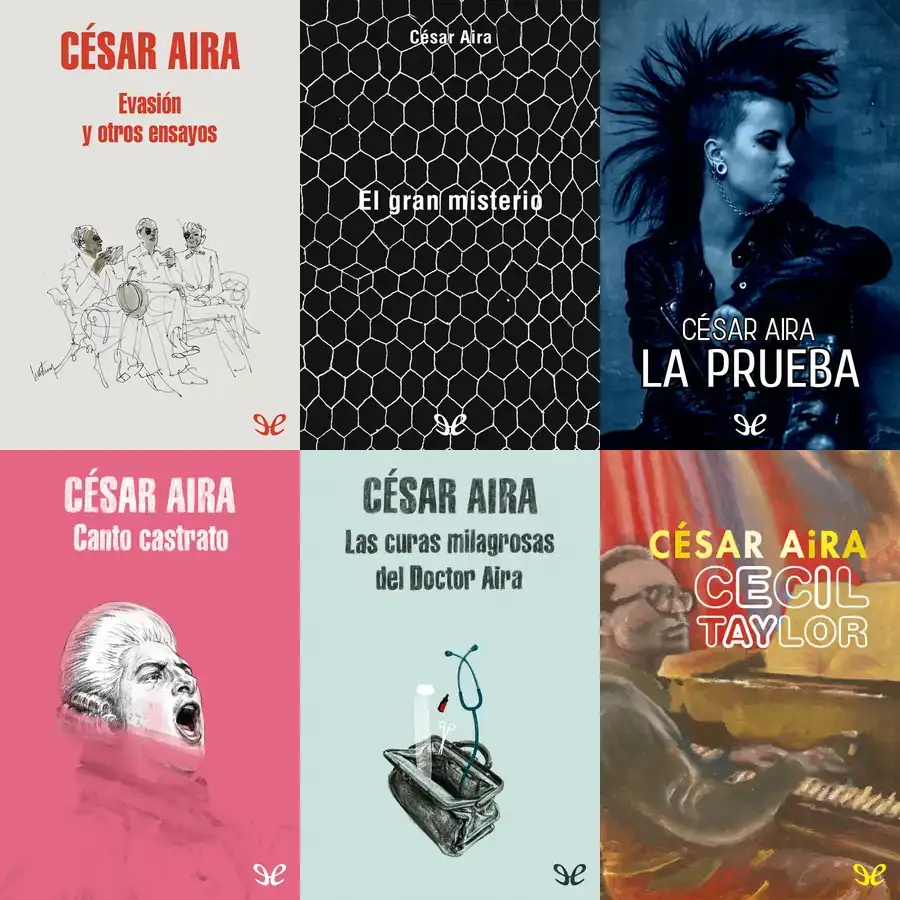 CÉSAR AIRA
Evasión
y otros ensayos
César Aira
El gran misterio
CÉSAR AIRA
LA PRUEBA
CÉSAR AIRA
Canto castrato
CÉSAR AIRA
Las curas milagrosas
del Doctor Aira
CÉSAR AiRA
CECIL
TAYLOR